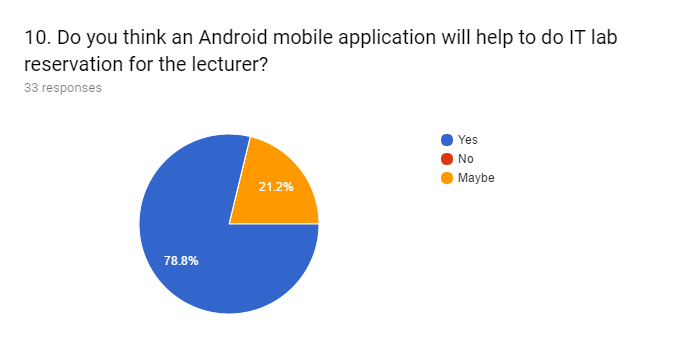 10. Do you think an Android mobile application will help to do IT lab
reservation for the lecturer?
33 responses
Yes
No
Maybe
21.2%
78.8%